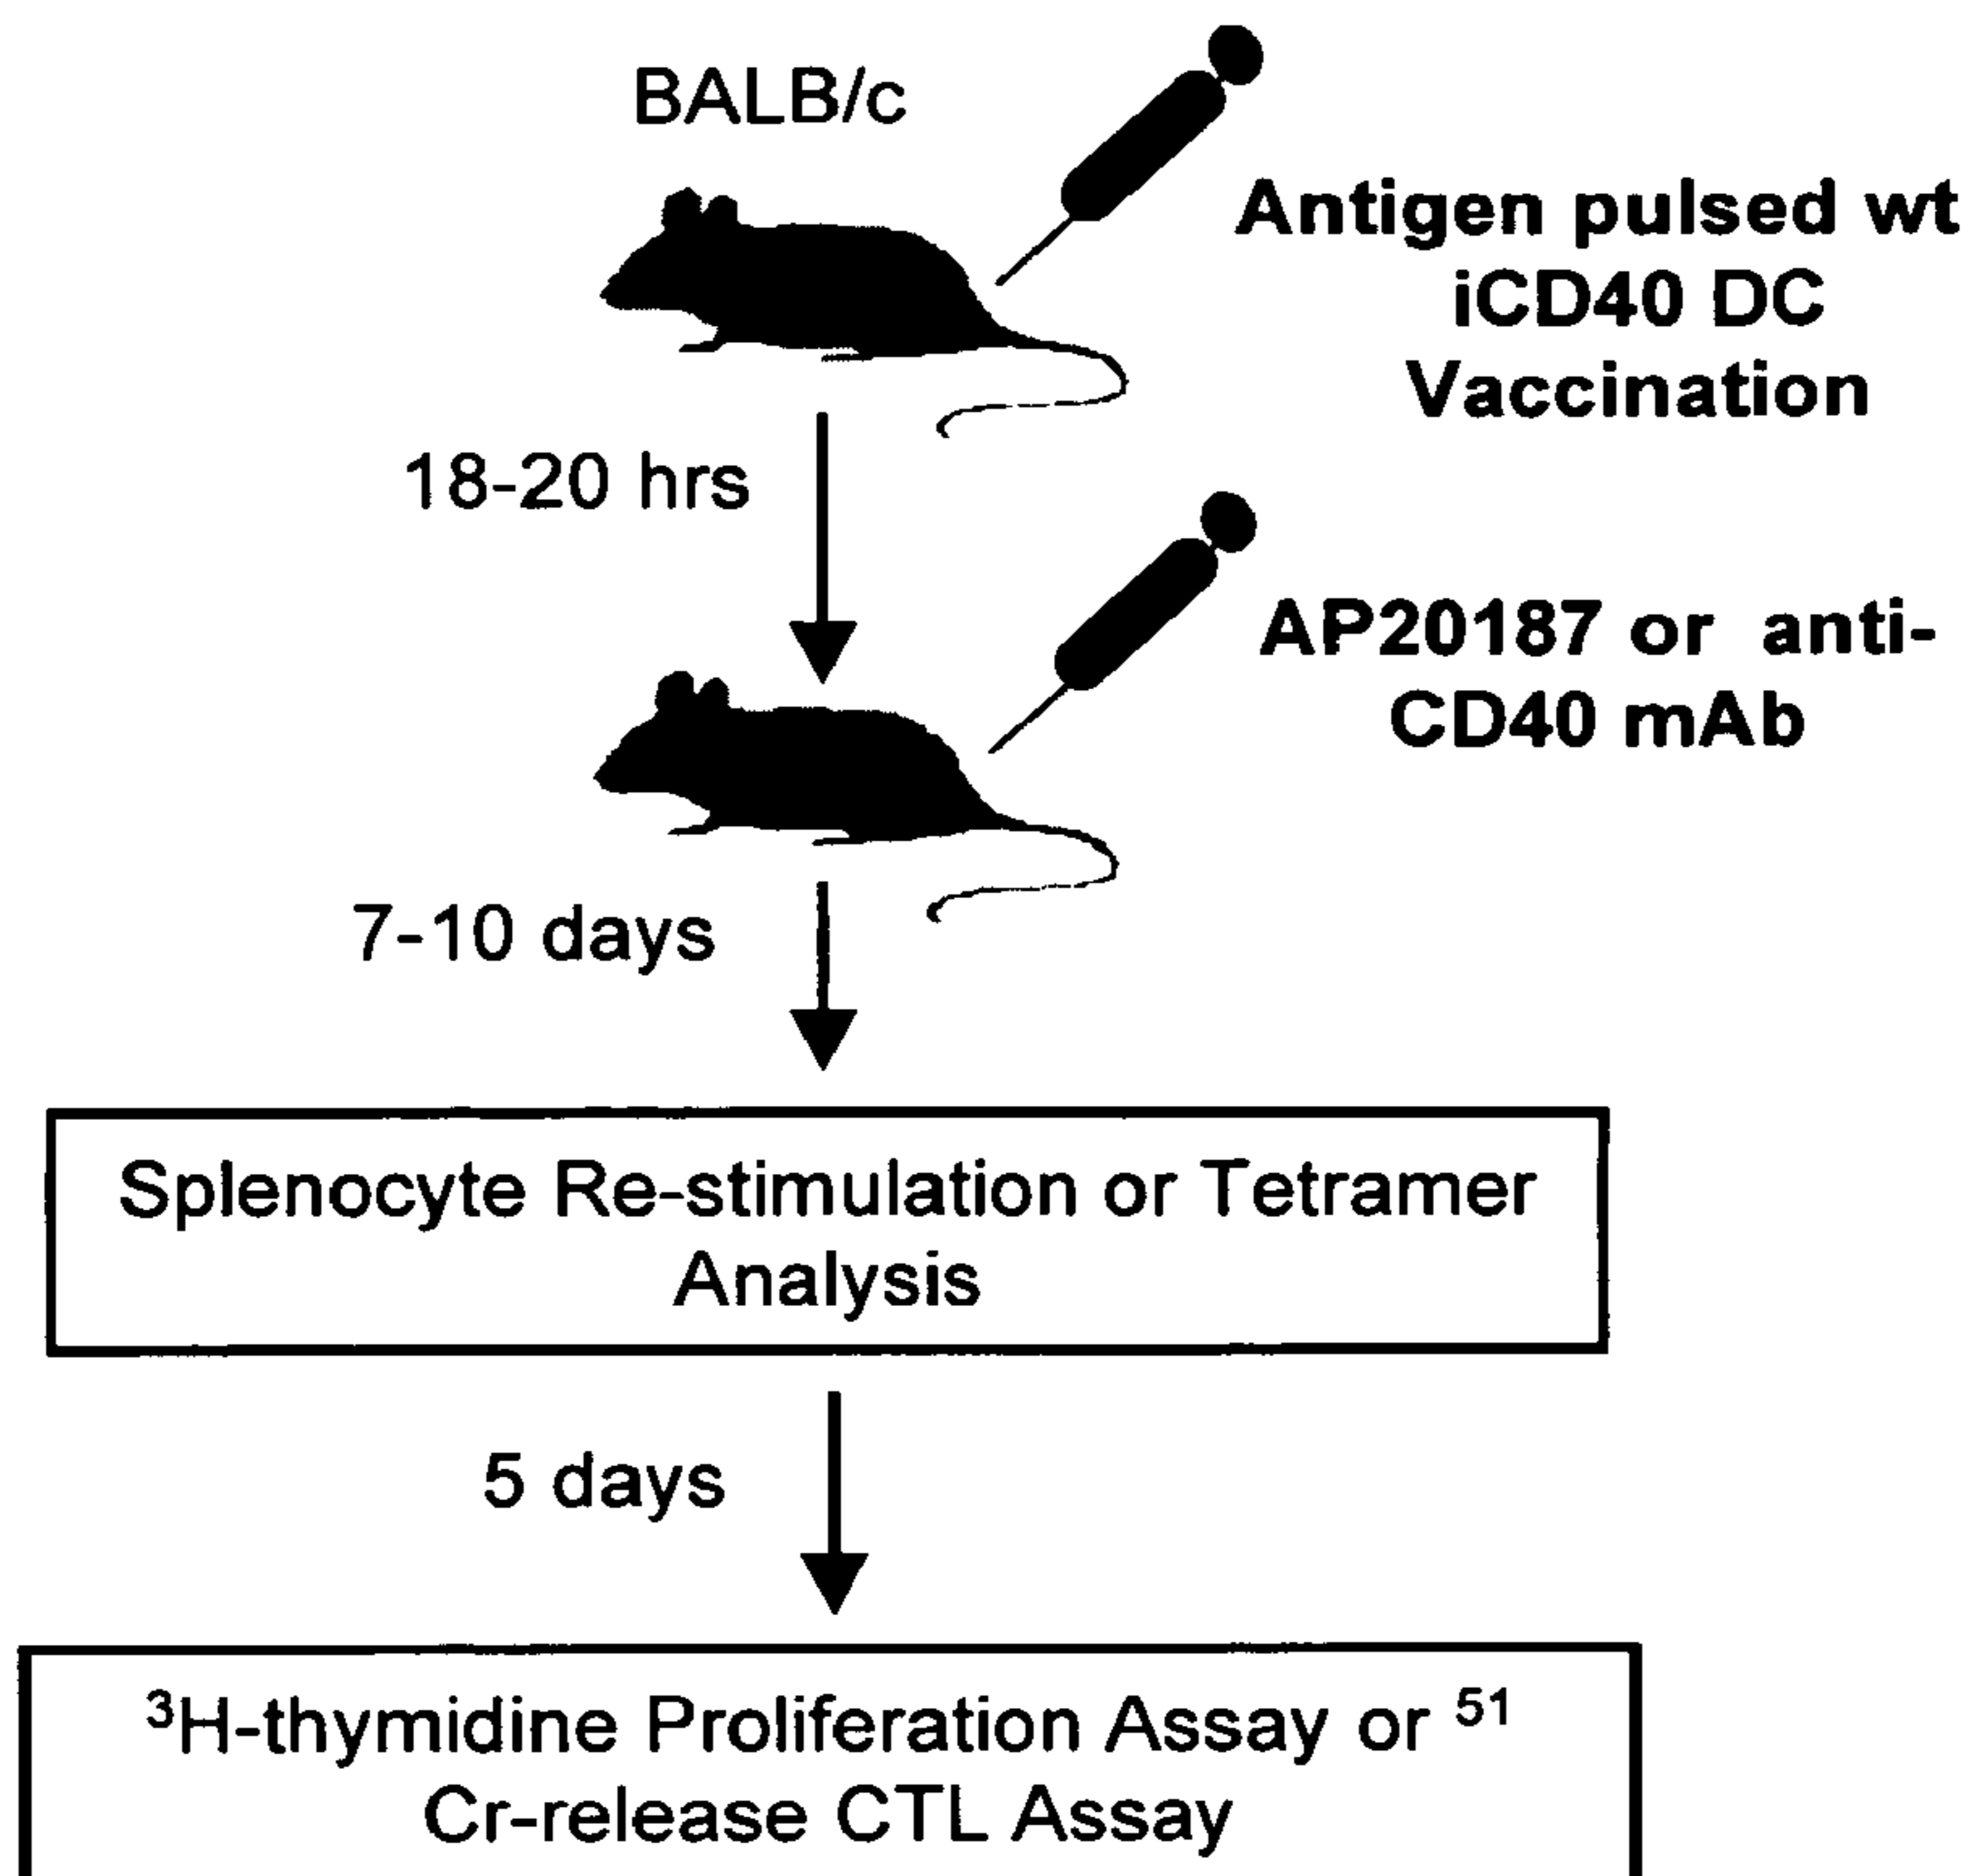 BALB/c
Antigen pulsed wt
iCD40 DC
Vaccination
18-20 hrs
AP20187 or anti-
CD40 mAb
7-10 days
Splenocyte Re-stimulation or Tetramer
Analysis
5 days
³H-thymidine Proliferation Assay or ⁵¹
Cr-release CTL Assay